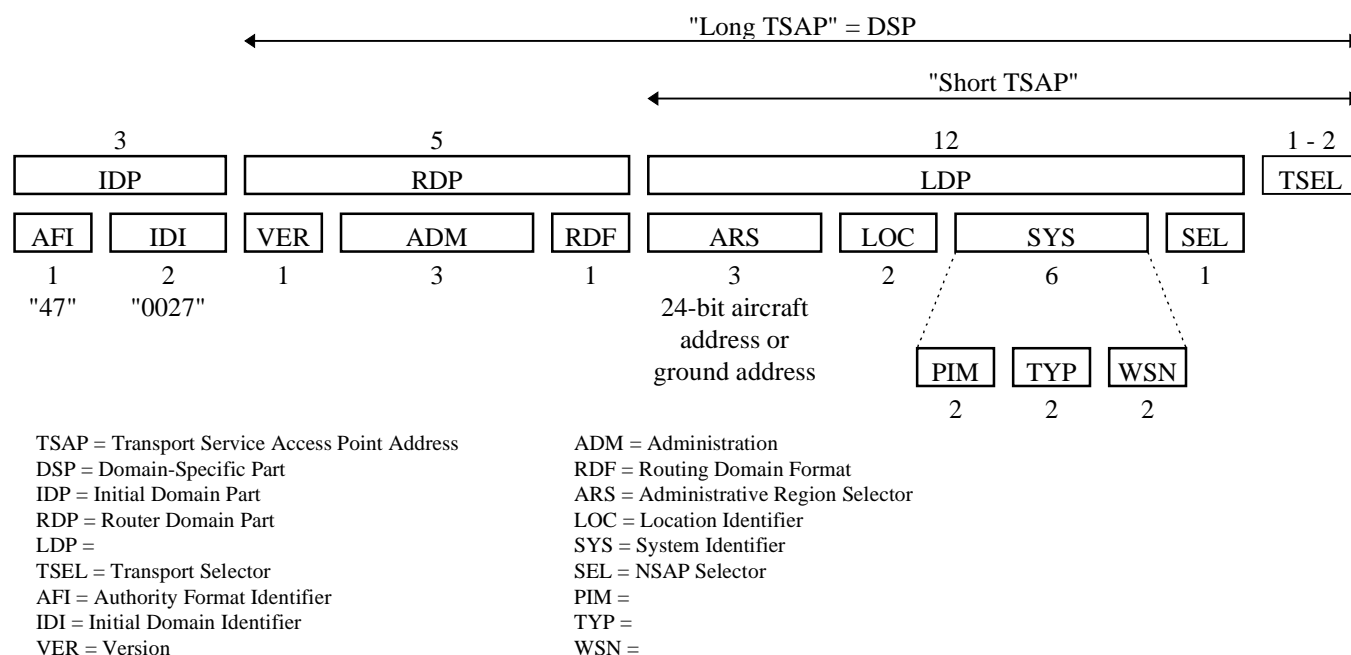 "Long TSAP" = DSP
"Short TSAP"
3 5 12 1 - 2
IDP RDP LDP TSEL
AFI IDI VER ADM RDF ARS LOC SYS SEL
1 2 1 3 1 3 2 6 1
"47" "0027" 24-bit aircraft
address or
ground address
PIM TYP WSN
2 2 2
TSAP = Transport Service Access Point Address
DSP = Domain-Specific Part
IDP = Initial Domain Part
RDP = Router Domain Part
LDP =
TSEL = Transport Selector
AFI = Authority Format Identifier
IDI = Initial Domain Identifier
VER = Version
ADM = Administration
RDF = Routing Domain Format
ARS = Administrative Region Selector
LOC = Location Identifier
SYS = System Identifier
SEL = NSAP Selector
PIM =
TYP =
WSN =